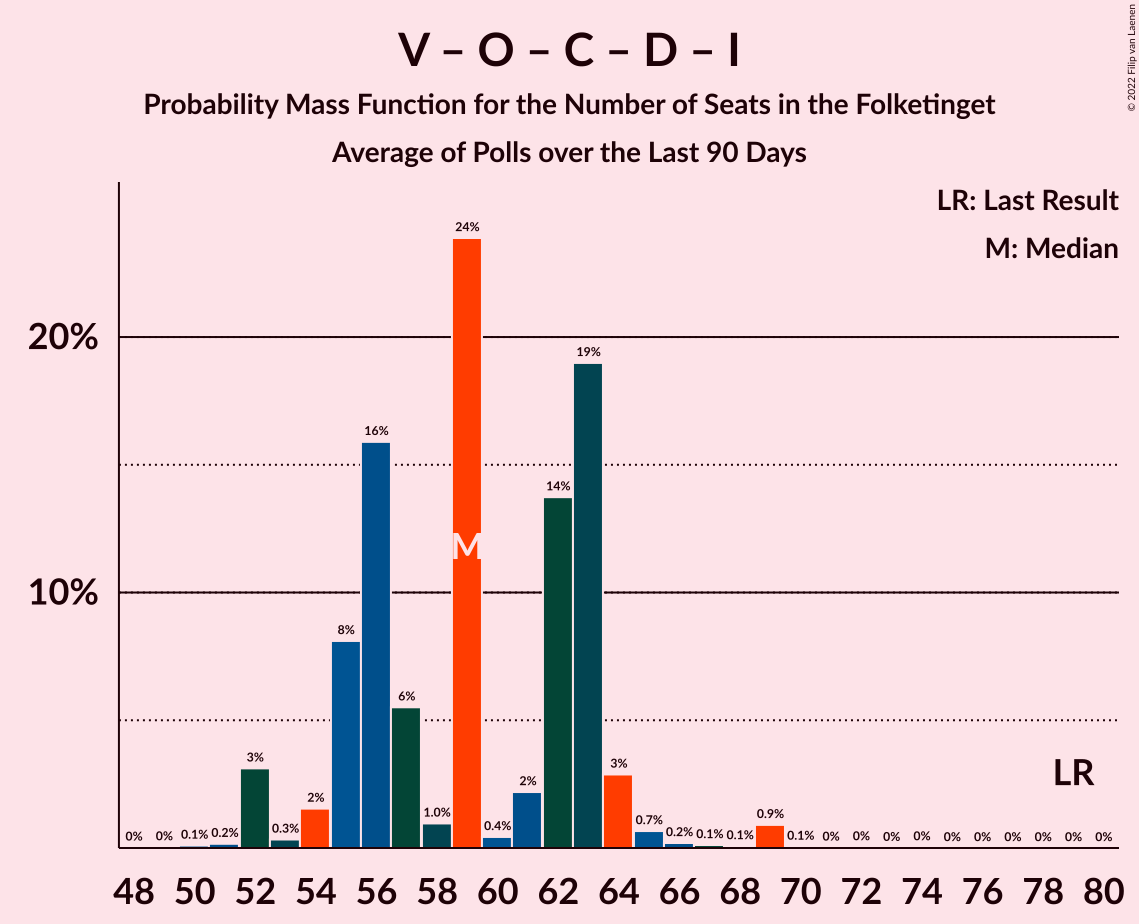 © 2022 Filip van Laenen
V – O – C – D – I
Probability Mass Function for the Number of Seats in the Folketinget
Average of Polls over the Last 90 Days
LR: Last Result
M: Median
20%
10%
0% 0% 0.1% 0.2% 3% 0.3% 2% 8% 16% 6% 1.0% 24% 0.4% 2% 14% 19% 3% 0.7% 0.2% 0.1% 0.1% 0.9% 0.1% 0% 0% 0% 0% 0% 0% 0% 0% 0% 0%
M
LR
48 50 52 54 56 58 60 62 64 66 68 70 72 74 76 78 80